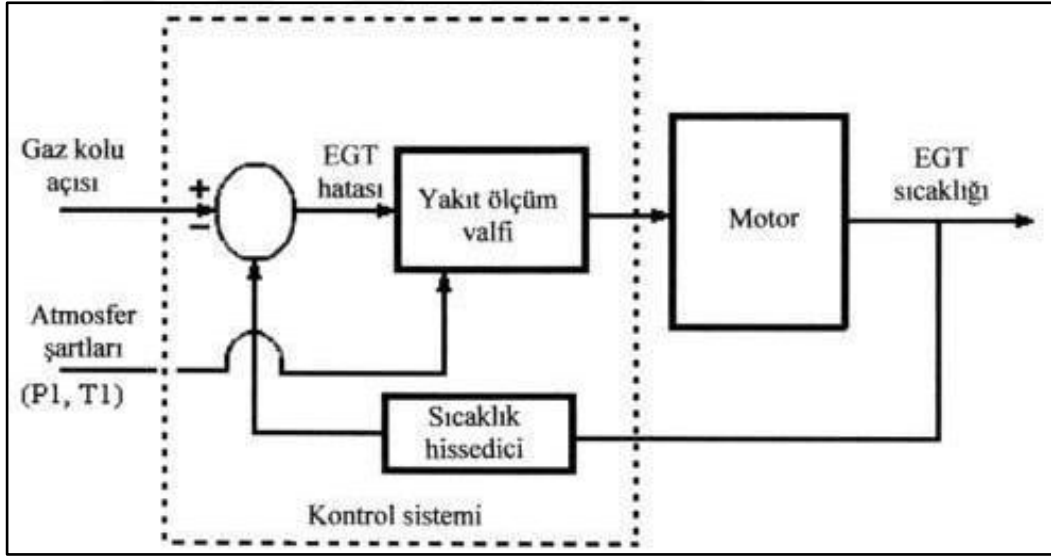 Gaz kolu
açısı
+
−
EGT
hatası
Yakıt ölçüm
valfi
Motor
EGT
sıcaklığı
Atmosfer
şartları
(P1, T1)
Sıcaklık
hissedici
Kontrol sistemi